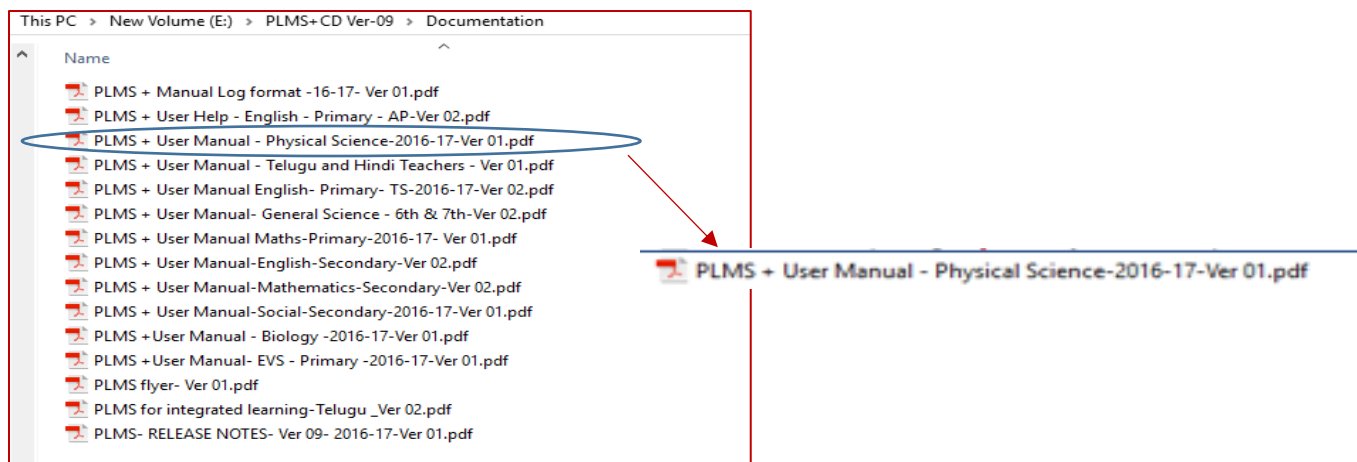 This PC > New Volume (E:) > PLMS+CD Ver-09 > Documentation
Name
PLMS + Manual Log format -16-17- Ver 01.pdf
PLMS + User Help - English - Primary - AP-Ver 02.pdf
PLMS + User Manual - Physical Science-2016-17-Ver 01.pdf
PLMS + User Manual - Telugu and Hindi Teachers - Ver 01.pdf
PLMS + User Manual English- Primary- TS-2016-17-Ver 02.pdf
PLMS + User Manual- General Science - 6th & 7th-Ver 02.pdf
PLMS + User Manual Maths-Primary-2016-17- Ver 01.pdf
PLMS + User Manual-English-Secondary-Ver 02.pdf
PLMS + User Manual-Mathematics-Secondary-Ver 02.pdf
PLMS + User Manual-Social-Secondary-2016-17-Ver 01.pdf
PLMS +User Manual - Biology -2016-17-Ver 01.pdf
PLMS +User Manual- EVS - Primary -2016-17-Ver 01.pdf
PLMS flyer- Ver 01.pdf
PLMS for integrated learning-Telugu _Ver 02.pdf
PLMS- RELEASE NOTES- Ver 09- 2016-17-Ver 01.pdf
PLMS + User Manual - Physical Science-2016-17-Ver 01.pdf